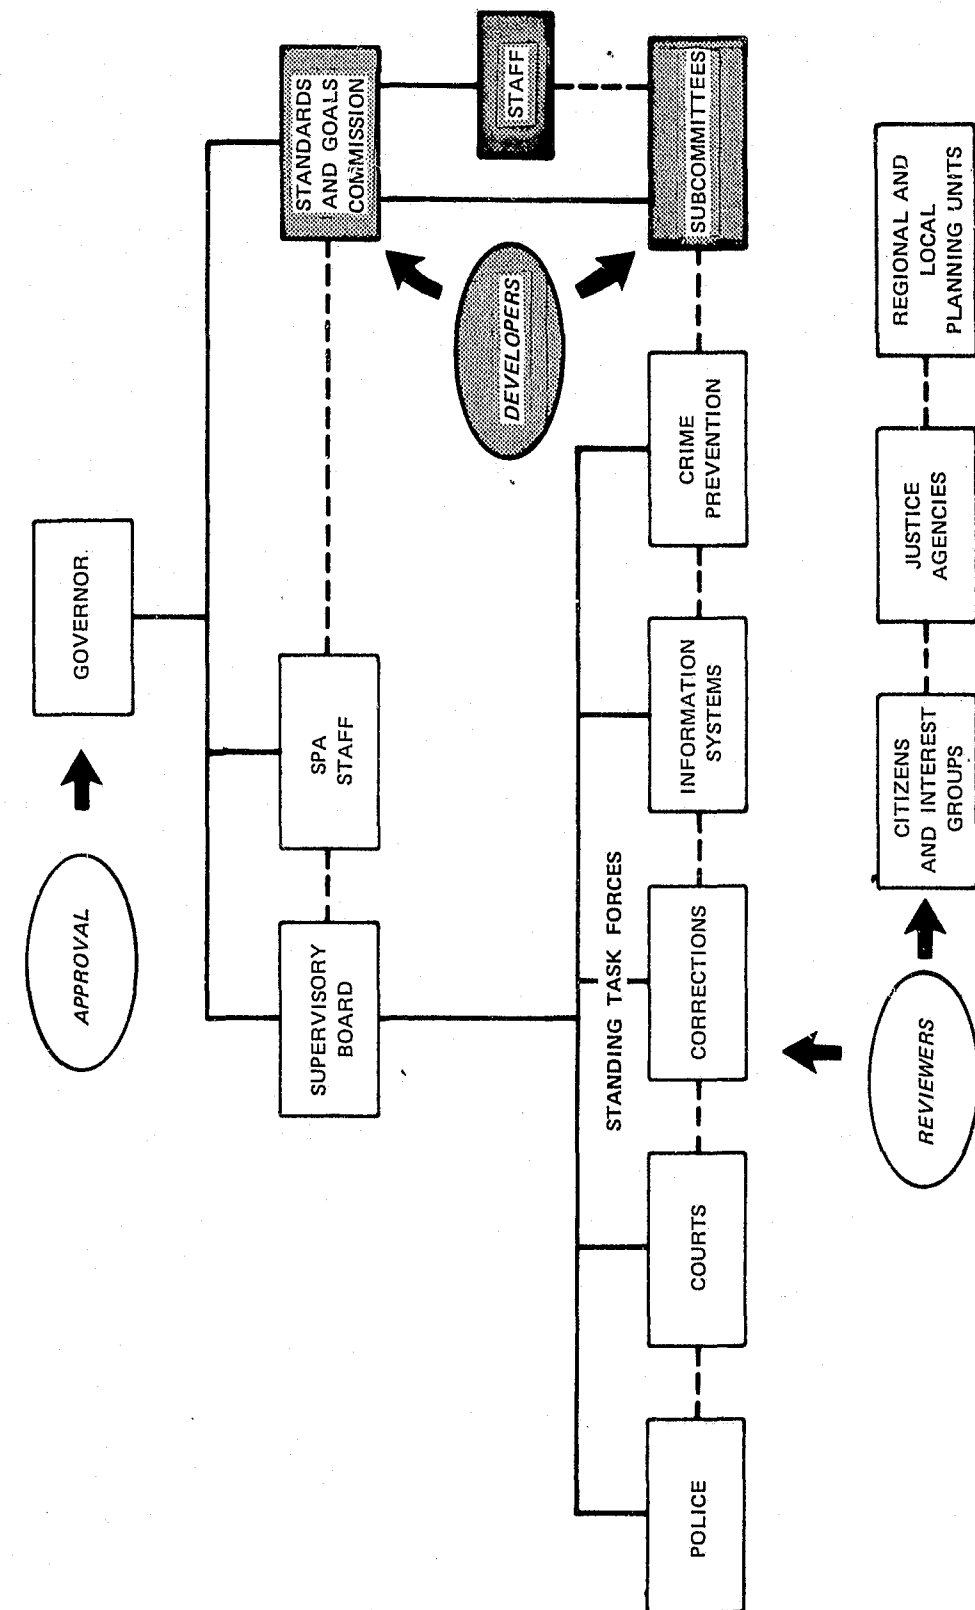 APPROVAL
GOVERNOR
SUPERVISORY
BOARD
SPA
STAFF
STANDARDS
AND GOALS
COMMISSION
STAFF
DEVELOPERS
STANDING TASK FORCES
POLICE
COURTS
CORRECTIONS
INFORMATION
SYSTEMS
CRIME
PREVENTION
SUBCOMMITTEES
REVIEWERS
CITIZENS
AND INTEREST
GROUPS
JUSTICE
AGENCIES
REGIONAL AND
LOCAL
PLANNING UNITS